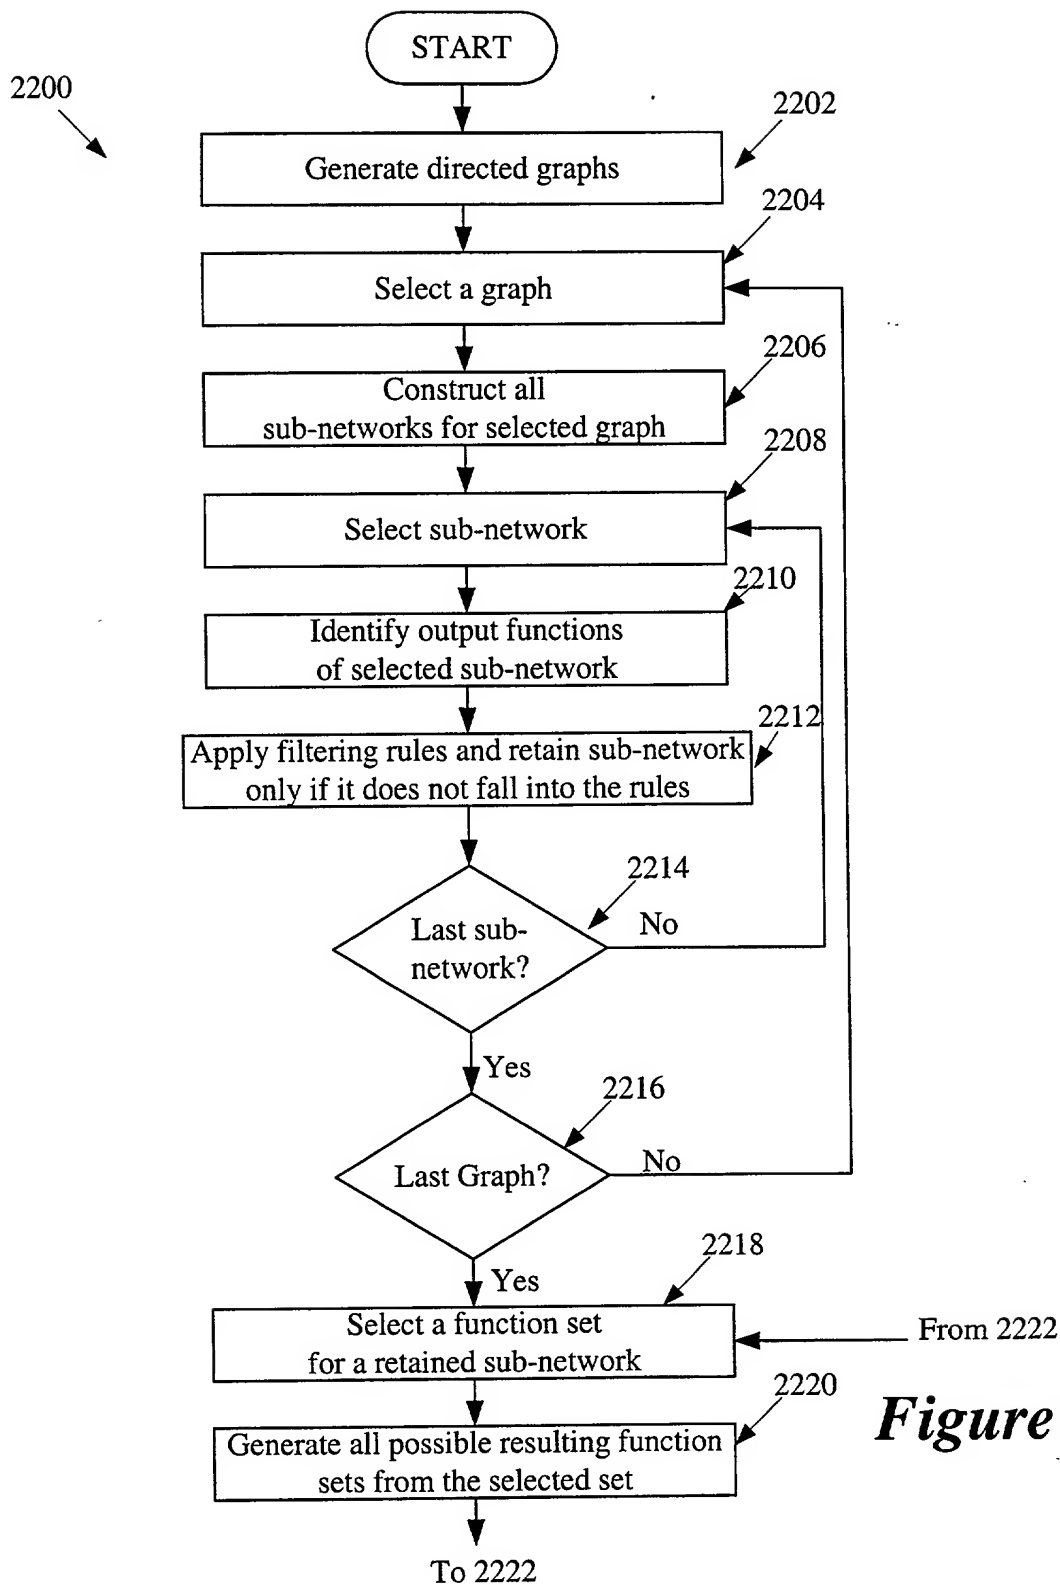 START
2200
2202
Generate directed graphs
2204
Select a graph
2206
Construct all
sub-networks for selected graph
2208
Select sub-network
2210
Identify output functions
of selected sub-network
2212
Apply filtering rules and retain sub-network
only if it does not fall into the rules
2214
Last sub-
network?
No
Yes
2216
Last Graph?
No
2218
Yes
Select a function set
for a retained sub-network
From 2222
2220
Figure
Generate all possible resulting function
sets from the selected set
To 2222